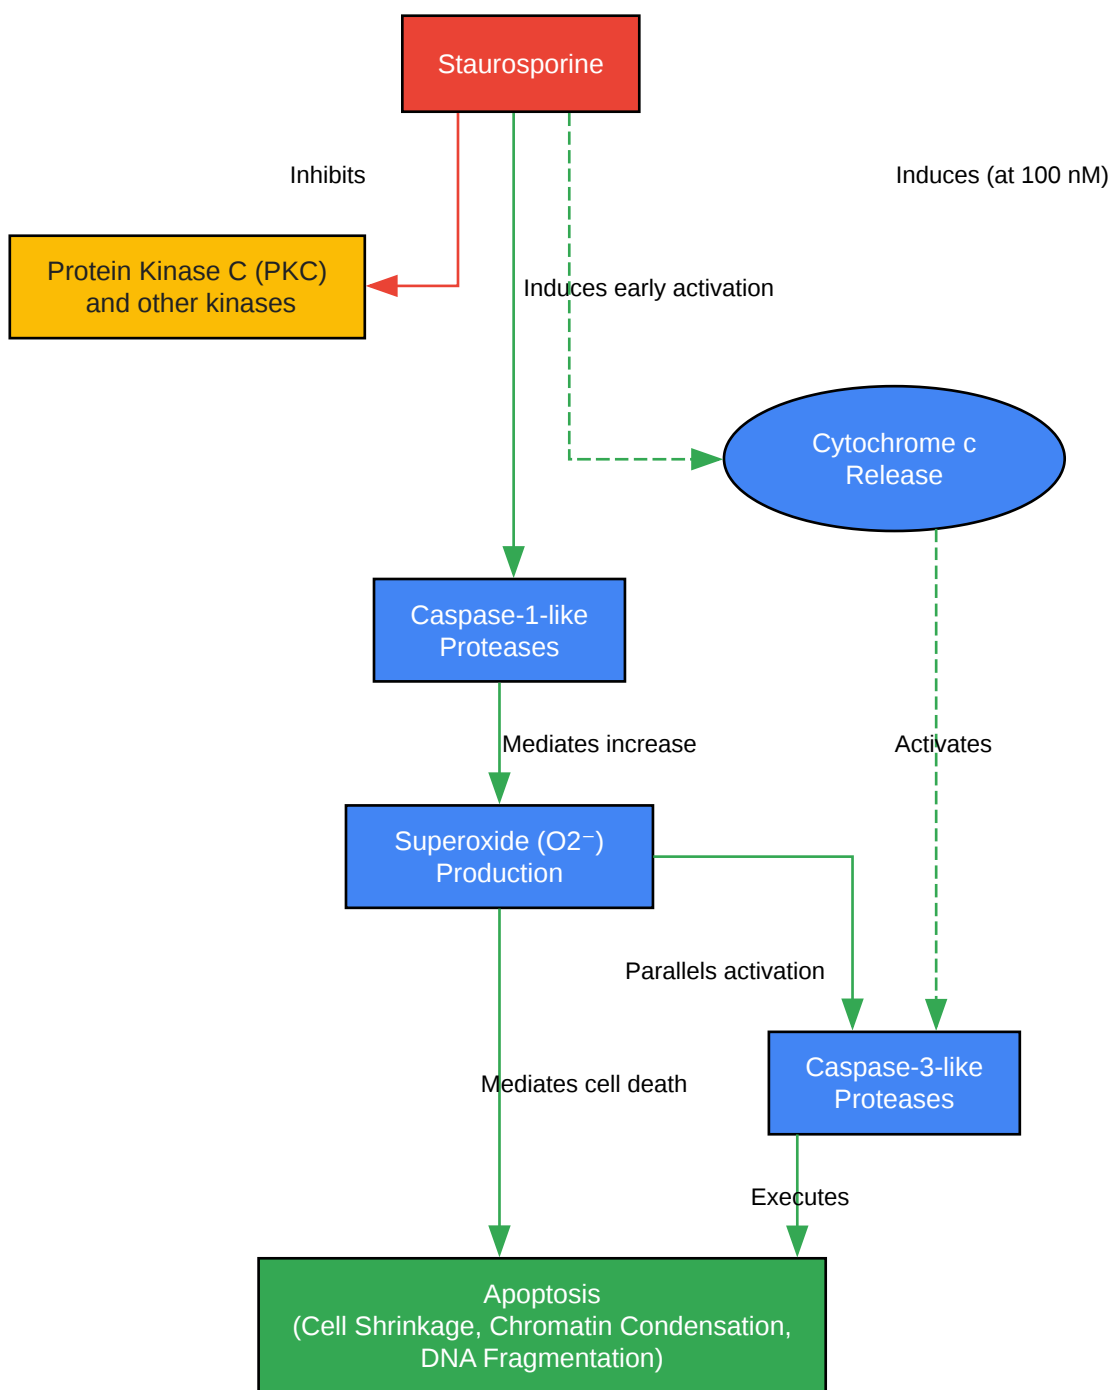 Staurosporine
Inhibits
Induces (at 100 nM)
Protein Kinase C (PKC)
and other kinases
Induces early activation
Cytochrome c
Release
Caspase-1-like
Proteases
Mediates increase
Activates
Superoxide (O2⁻)
Production
Parallels activation
Caspase-3-like
Proteases
Mediates cell death
Executes
Apoptosis
(Cell Shrinkage, Chromatin Condensation,
DNA Fragmentation)